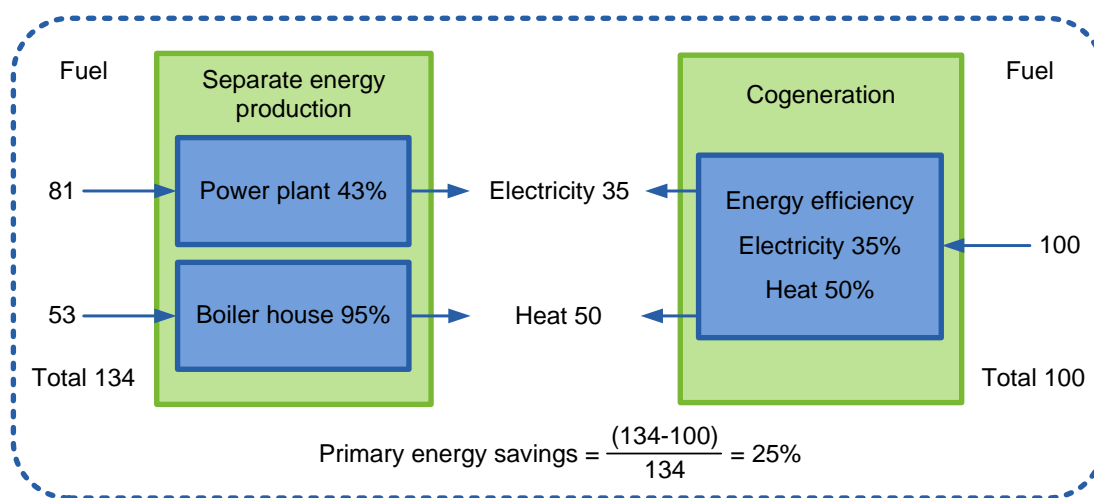 Fuel
Separate energy
production
81
Power plant 43%
53
Boiler house 95%
Total 134
Electricity 35
Heat 50
Cogeneration
Energy efficiency
Electricity 35%
Heat 50%
Fuel
100
Total 100
Primary energy savings = (134-100)/134 = 25%